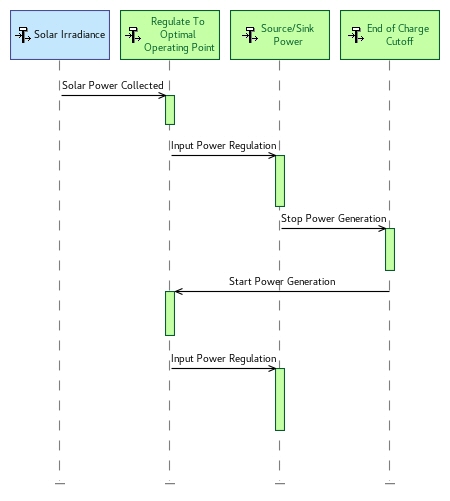 Solar Irradiance
Regulate To
Optimal
Operating Point
Source/Sink
Power
End of Charge
Cutoff
Solar Power Collected
Input Power Regulation
Stop Power Generation
Start Power Generation
Input Power Regulation